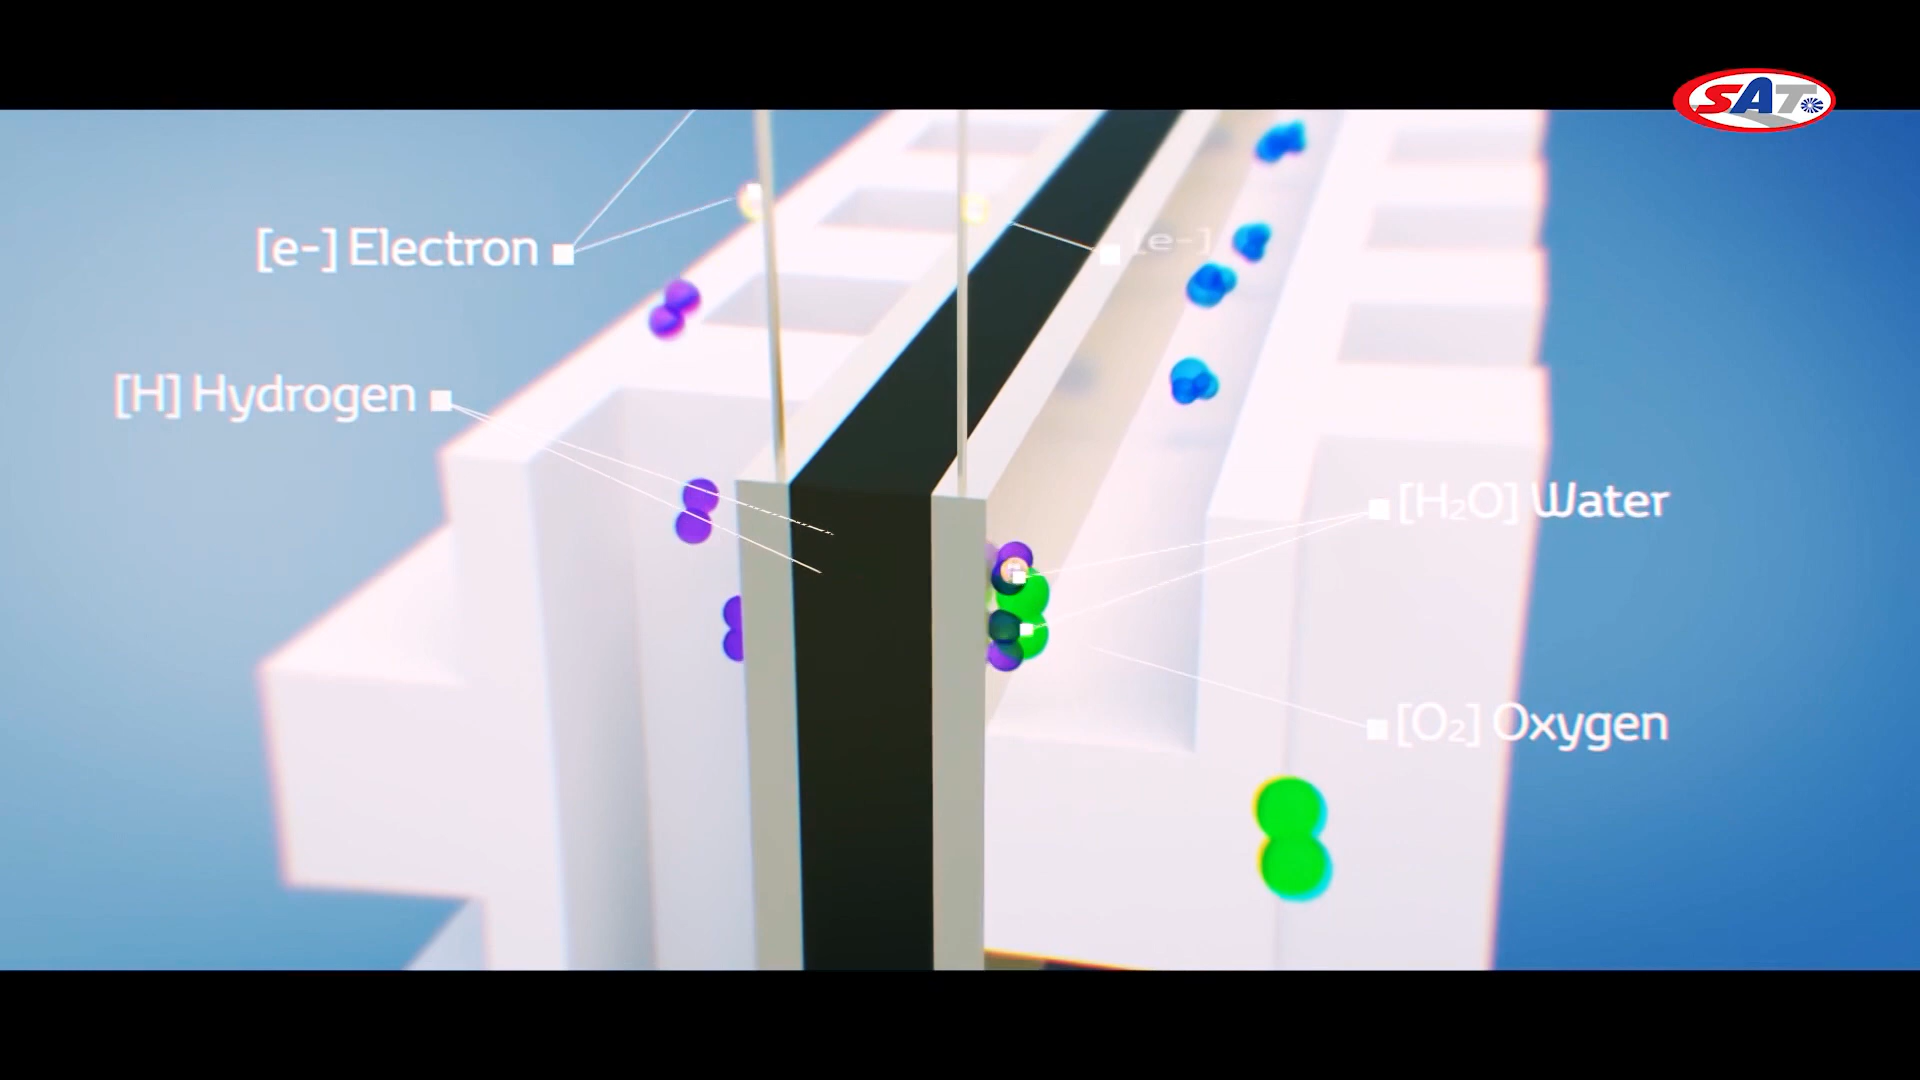 SAT
[e-] Electron
[e-]
[H] Hydrogen
[H₂O] Water
[O₂] Oxygen